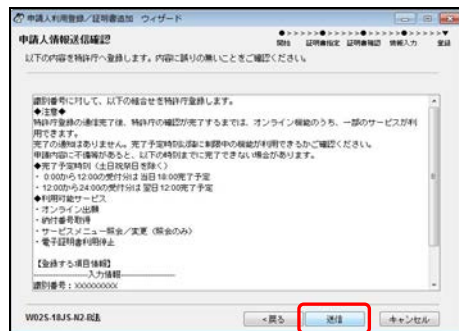 申請人利用登録／証明書追加　ウィザード
申請人情報送信確認
●>>>>>●>>>>>●>>>>>●>>>>>▼
開始　証明書指定　証明書確認　情報入力　登録
以下の内容を特許庁へ登録します。内容に誤りの無いことをご確認ください。
識別番号に対して、以下の組合せを特許庁登録します。
◆注意◆
特許庁登録の通信完了後、特許庁の確認が完了するまでは、オンライン機能のうち、一部のサービスが利
用できます。
完了の通知はありません。完了予定時刻以降に制限中の機能が利用できるかご確認ください。
申請内容に不備等があると、以下の時刻までに完了できない場合があります。
◆完了予定時刻（土日祝祭日を除く）
・0:00から12:00の受付分は当日18:00完了予定
・12:00から24:00の受付分は翌日12:00完了予定
◆利用可能サービス
・オンライン出願
・納付番号取得
・サービスメニュー照会／変更（照会のみ）
・電子証明書利用停止
【登録する項目情報】
――――――入力情報――――――
識別番号：XXXXXXXXX
W02S-18JS-N2-R法
<戻る
送信
キャンセル